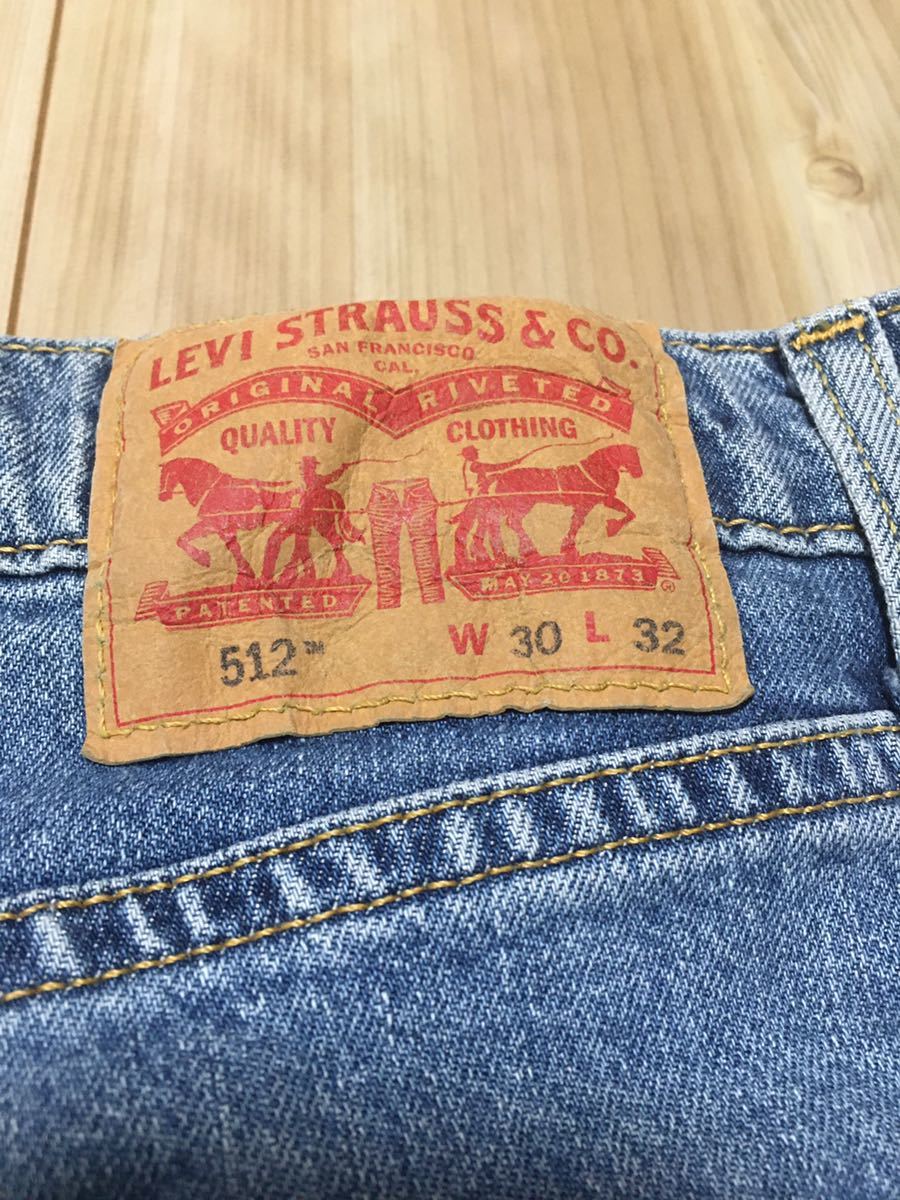 LEVI STRAUSS & CO.
SAN FRANCISCO
CAL.
ORIGINAL RIVETED
QUALITY CLOTHING
PATENTED MAY 20 1873 ®
512™ W 30 L 32